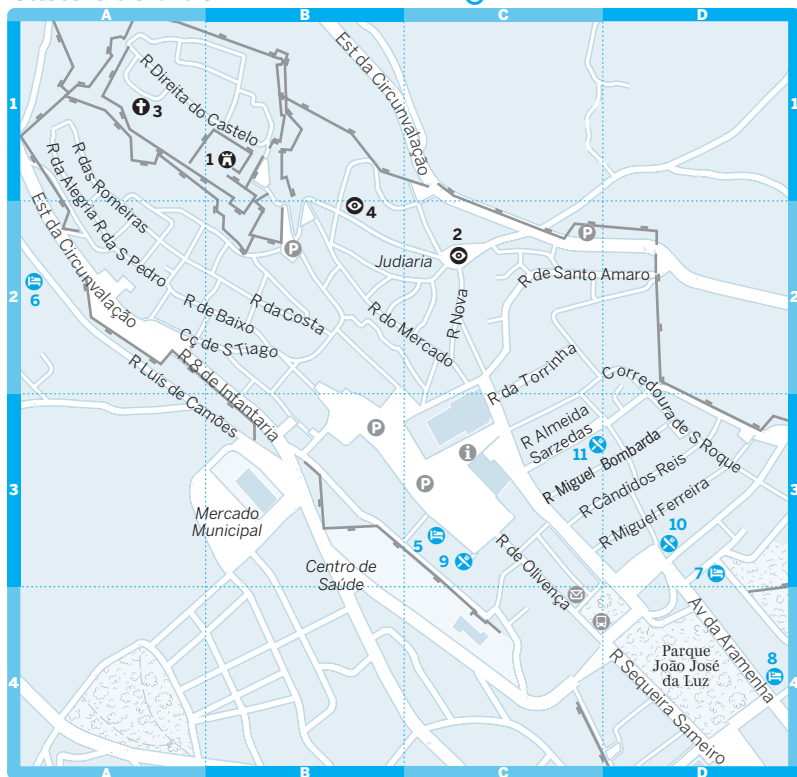 A
B
C
D
1
1
R Direita do Castelo
3
1
Est da Circunvalação
R das Romeiras
R da Alegria
R da S Pedro
Est da Circunvalação
4
2
Judiaria
P
P
R de Santo Amaro
2
2
6
R de Baixo
R da Costa
R do Mercado
R Nova
Cç de S Tiago
R 8 de Infantaria
R Luís de Camões
R da Torrinha
Corredoura de S Roque
R Almeida
Sarzedas
11
R Miguel Bombarda
R Cândidos Reis
R Miguel Ferreira
10
P
P
i
3
3
Mercado
Municipal
5
9
R de Olivença
7
Centro de
Saúde
Av da Aramenha
Parque
João José
da Luz
8
R Sequeira Sameiro
4
4
A
B
C
D